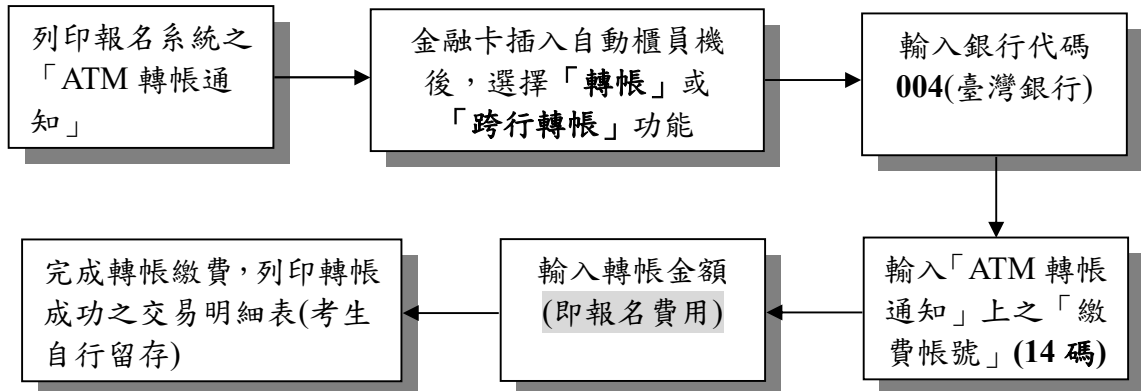 列印報名系統之
「ATM 轉帳通
知」
金融卡插入自動櫃員機
後，選擇「轉帳」或
「跨行轉帳」功能
輸入銀行代碼
004(臺灣銀行)
輸入「ATM 轉帳
通知」上之「繳
費帳號」(14 碼)
輸入轉帳金額
(即報名費用)
完成轉帳繳費，列印轉帳
成功之交易明細表(考生
自行留存)